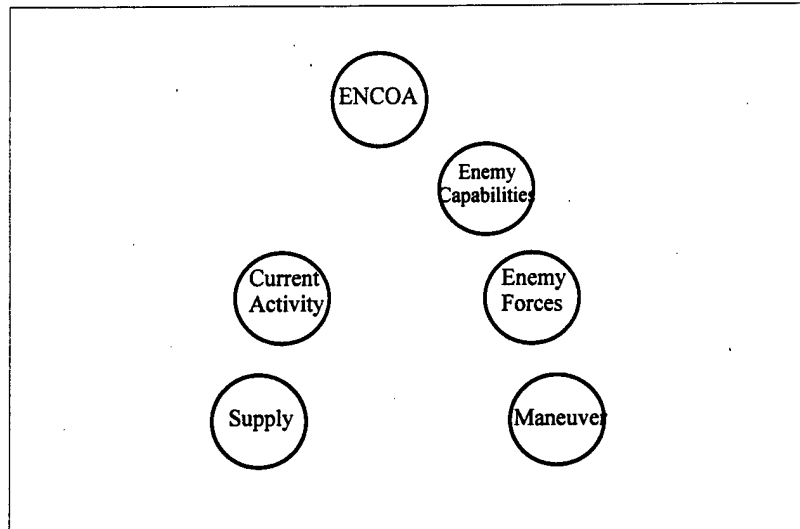 ENCOA
Enemy
Capabilities
Current
Activity
Enemy
Forces
Supply
Maneuver